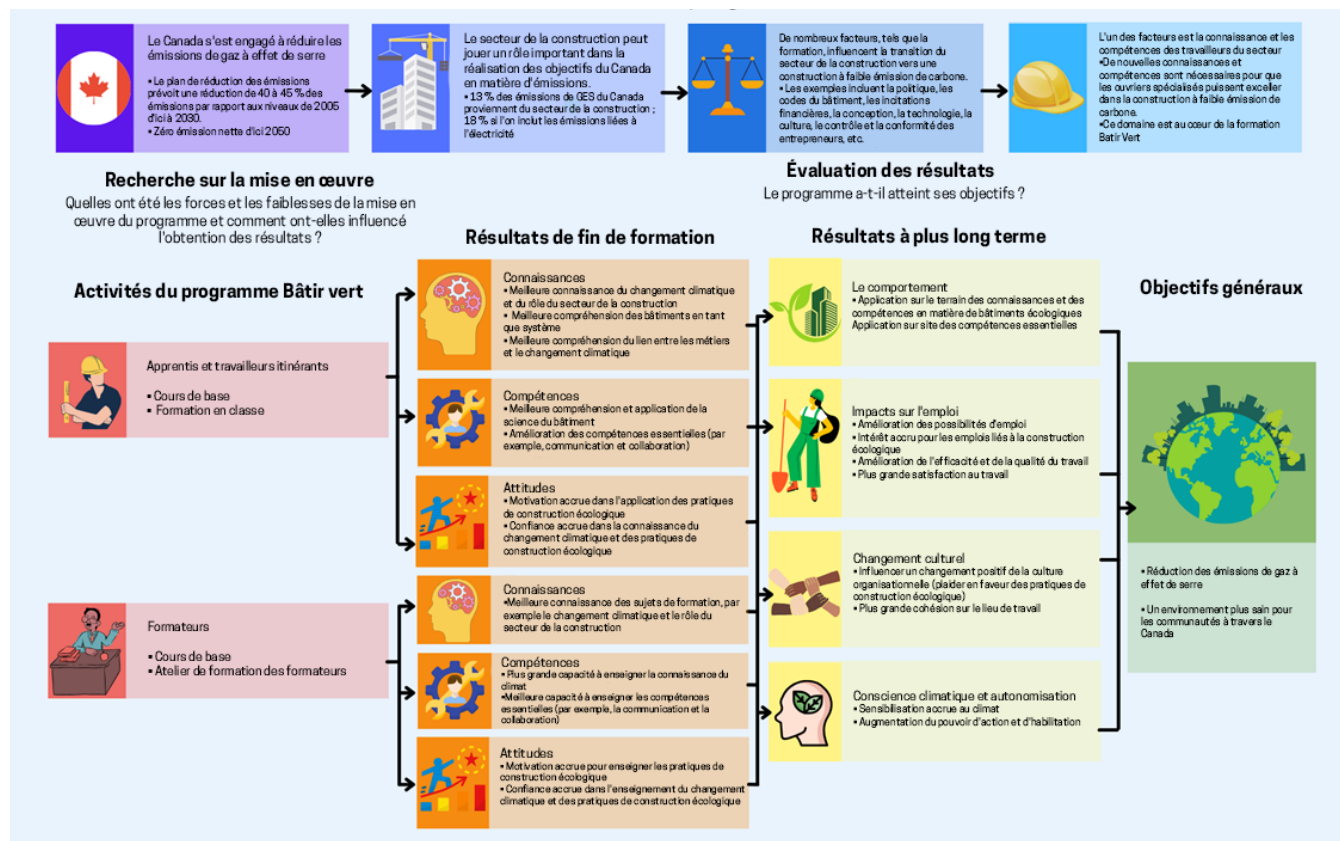 Le Canada s'est engagé à réduire les
émissions de gaz à effet de serre
▪ Le plan de réduction des émissions
prévoit une réduction de 40 à 45 % des
émissions par rapport aux niveaux de 2005
d'ici à 2030.
▪ Zéro émission nette d'ici 2050
Le secteur de la construction peut
jouer un rôle important dans la
réalisation des objectifs du Canada
en matière d'émissions.
▪ 13 % des émissions de GES du Canada
proviennent du secteur de la construction ;
18 % si l'on inclut les émissions liées à
l'électricité
De nombreux facteurs, tels que la
formation, influencent la transition du
secteur de la construction vers une
construction à faible émission de carbone.
▪ Les exemples incluent la politique, les
codes du bâtiment, les incitations
financières, la conception, la technologie, la
culture, le contrôle et la conformité des
entrepreneurs, etc.
L'un des facteurs est la connaissance et les
compétences des travailleurs du secteur
▪De nouvelles connaissances et
compétences sont nécessaires pour que
les ouvriers spécialisés puissent exceller
dans la construction à faible émission de
carbone.
▪Ce domaine est au cœur de la formation
Batir Vert
Recherche sur la mise en œuvre
Quelles ont été les forces et les faiblesses de la mise en
œuvre du programme et comment ont-elles influencé
l'obtention des résultats ?
Évaluation des résultats
Le programme a-t-il atteint ses objectifs ?
Activités du programme Bâtir vert
Apprentis et travailleurs itinérants
▪ Cours de base
▪ Formation en classe
Formateurs
▪ Cours de base
▪ Atelier de formation des formateurs
Résultats de fin de formation
Connaissances
▪ Meilleure connaissance du changement climatique
et du rôle du secteur de la construction
▪ Meilleure compréhension des bâtiments en tant
que système
▪ Meilleure compréhension du lien entre les métiers
et le changement climatique
Compétences
▪ Meilleure compréhension et application de la
science du bâtiment
▪ Amélioration des compétences essentielles (par
exemple, communication et collaboration)
Attitudes
▪ Motivation accrue dans l'application des pratiques
de construction écologique
▪ Confiance accrue dans la connaissance du
changement climatique et des pratiques de
construction écologique
Connaissances
▪Meilleure connaissance des sujets de formation, par
exemple le changement climatique et le rôle du
secteur de la construction
Compétences
▪ Plus grande capacité à enseigner la connaissance du
climat
▪Meilleure capacité à enseigner les compétences
essentielles (par exemple, la communication et la
collaboration)
Attitudes
▪ Motivation accrue pour enseigner les pratiques de
construction écologique
▪ Confiance accrue dans l'enseignement du changement
climatique et des pratiques de construction écologique
Résultats à plus long terme
Le comportement
▪ Application sur le terrain des connaissances et des
compétences en matière de bâtiments écologiques
Application sur site des compétences essentielles
Impacts sur l'emploi
▪ Amélioration des possibilités d'emploi
▪ Intérêt accru pour les emplois liés à la construction
écologique
▪ Amélioration de l'efficacité et de la qualité du travail
▪ Plus grande satisfaction au travail
Changement culturel
▪ Influencer un changement positif de la culture
organisationnelle (plaider en faveur des pratiques de
construction écologique)
▪ Plus grande cohésion sur le lieu de travail
Conscience climatique et autonomisation
▪ Sensibilisation accrue au climat
▪ Augmentation du pouvoir d'action et d'habilitation
Objectifs généraux
▪ Réduction des émissions de gaz à
effet de serre
▪ Un environnement plus sain pour
les communautés à travers le
Canada